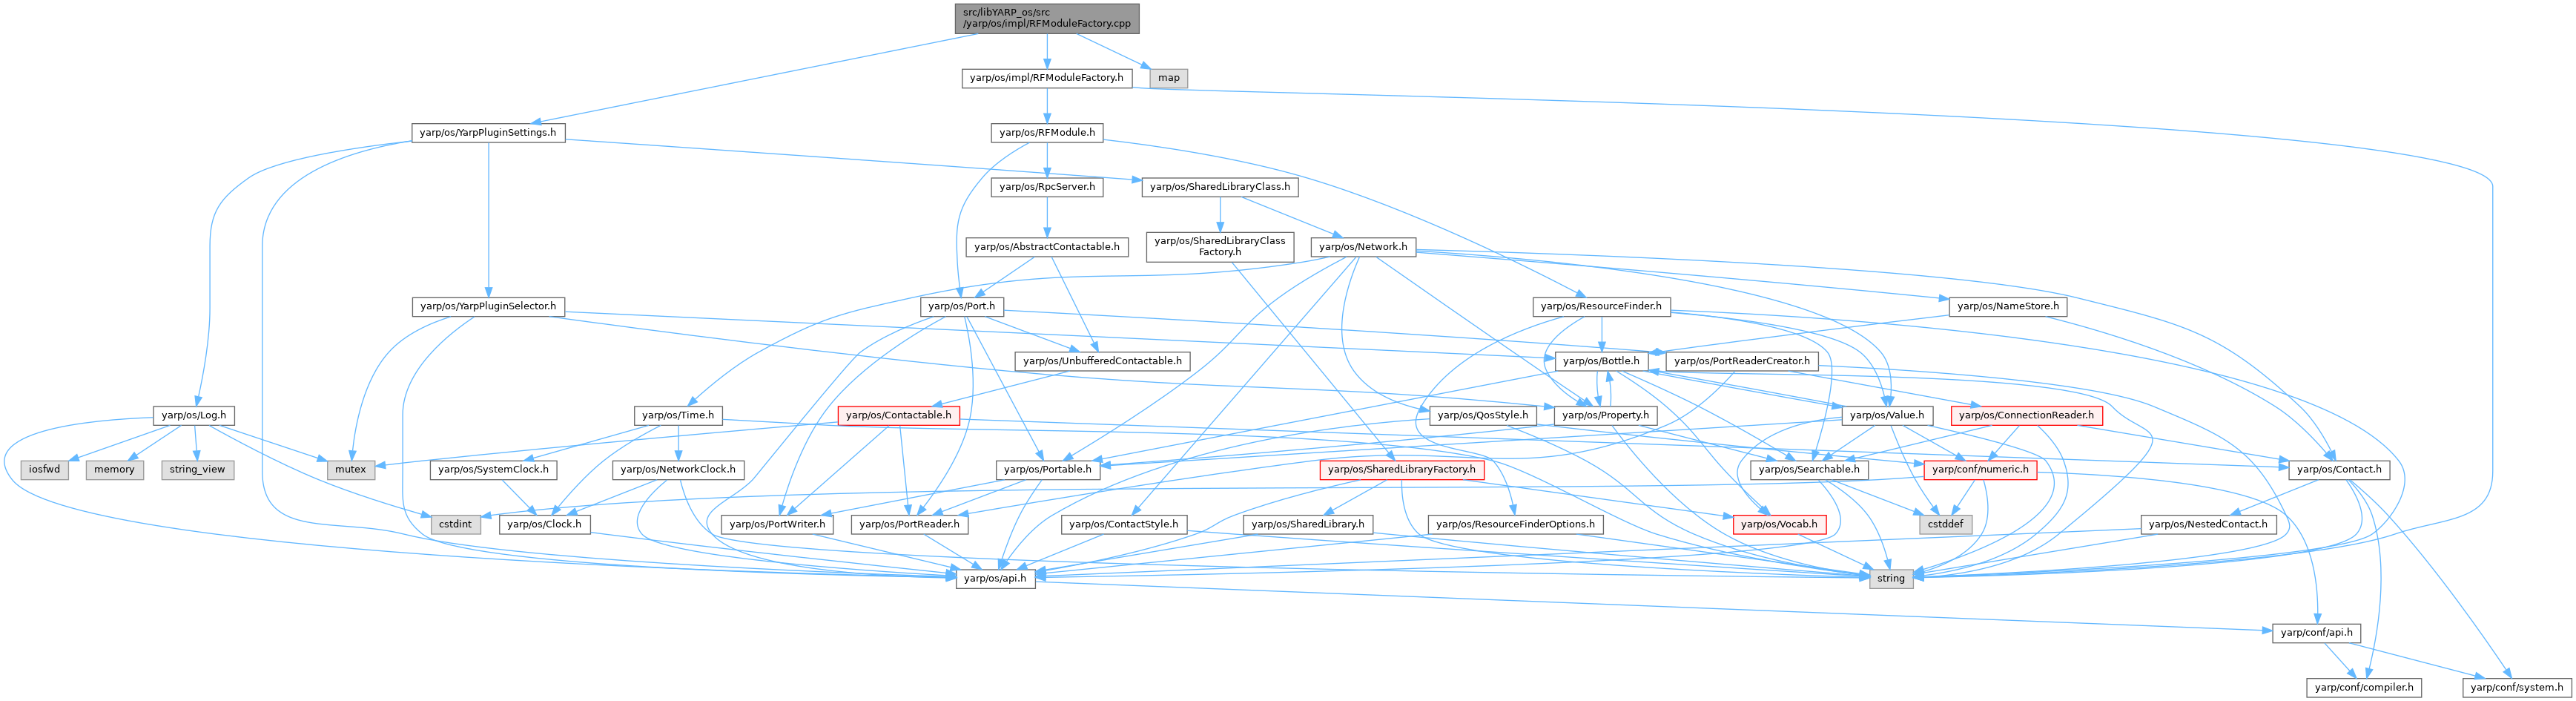 src/libYARP_os/src
/yarp/os/impl/RFModuleFactory.cpp
yarp/os/impl/RFModuleFactory.h
map
yarp/os/YarpPluginSettings.h
yarp/os/RFModule.h
yarp/os/RpcServer.h
yarp/os/SharedLibraryClass.h
yarp/os/AbstractContactable.h
yarp/os/SharedLibraryClass
Factory.h
yarp/os/Network.h
yarp/os/YarpPluginSelector.h
yarp/os/Port.h
yarp/os/ResourceFinder.h
yarp/os/NameStore.h
yarp/os/UnbufferedContactable.h
yarp/os/Bottle.h
yarp/os/PortReaderCreator.h
yarp/os/Log.h
yarp/os/Time.h
yarp/os/Contactable.h
yarp/os/QosStyle.h
yarp/os/Property.h
yarp/os/Value.h
yarp/os/ConnectionReader.h
iosfwd
memory
string_view
mutex
yarp/os/SystemClock.h
yarp/os/NetworkClock.h
yarp/os/Portable.h
yarp/os/SharedLibraryFactory.h
yarp/os/Searchable.h
yarp/conf/numeric.h
yarp/os/Contact.h
cstdint
yarp/os/Clock.h
yarp/os/PortWriter.h
yarp/os/PortReader.h
yarp/os/ContactStyle.h
yarp/os/SharedLibrary.h
yarp/os/ResourceFinderOptions.h
yarp/os/Vocab.h
cstddef
yarp/os/NestedContact.h
yarp/os/api.h
string
yarp/conf/api.h
yarp/conf/compiler.h
yarp/conf/system.h